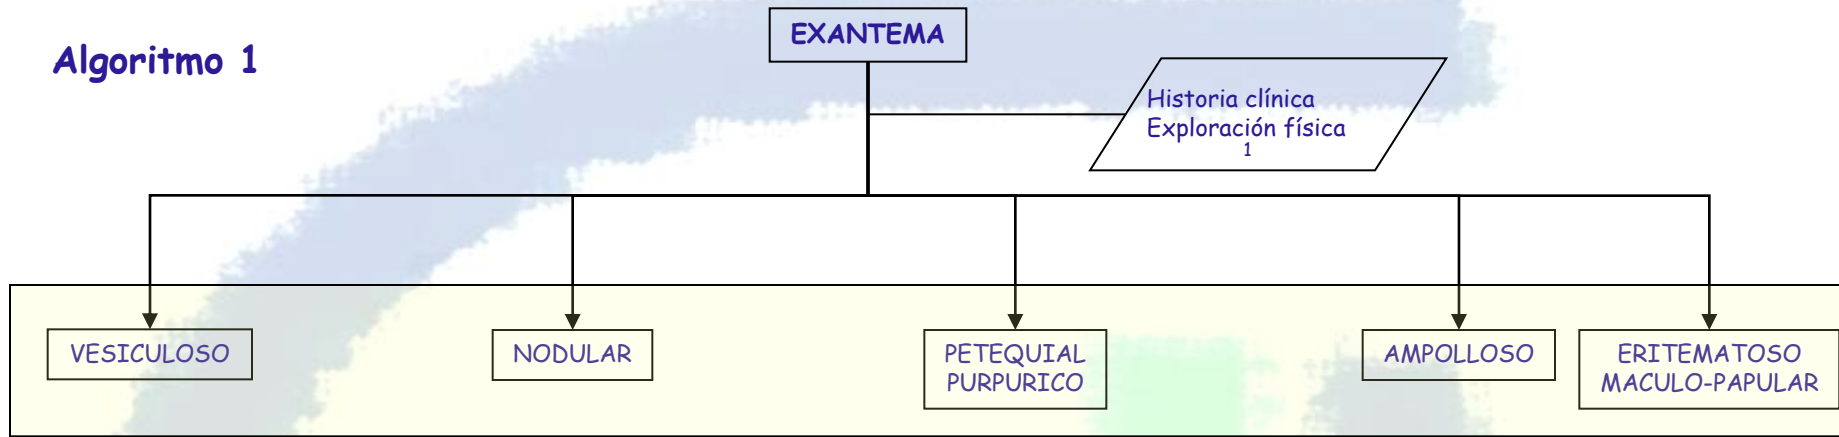 Algoritmo 1
EXANTEMA
Historia clínica
Exploración física
1
VESICULOSO
NODULAR
PETEQUIAL
PURPURICO
AMPOLLOSO
ERITEMATOSO
MACULO-PAPULAR